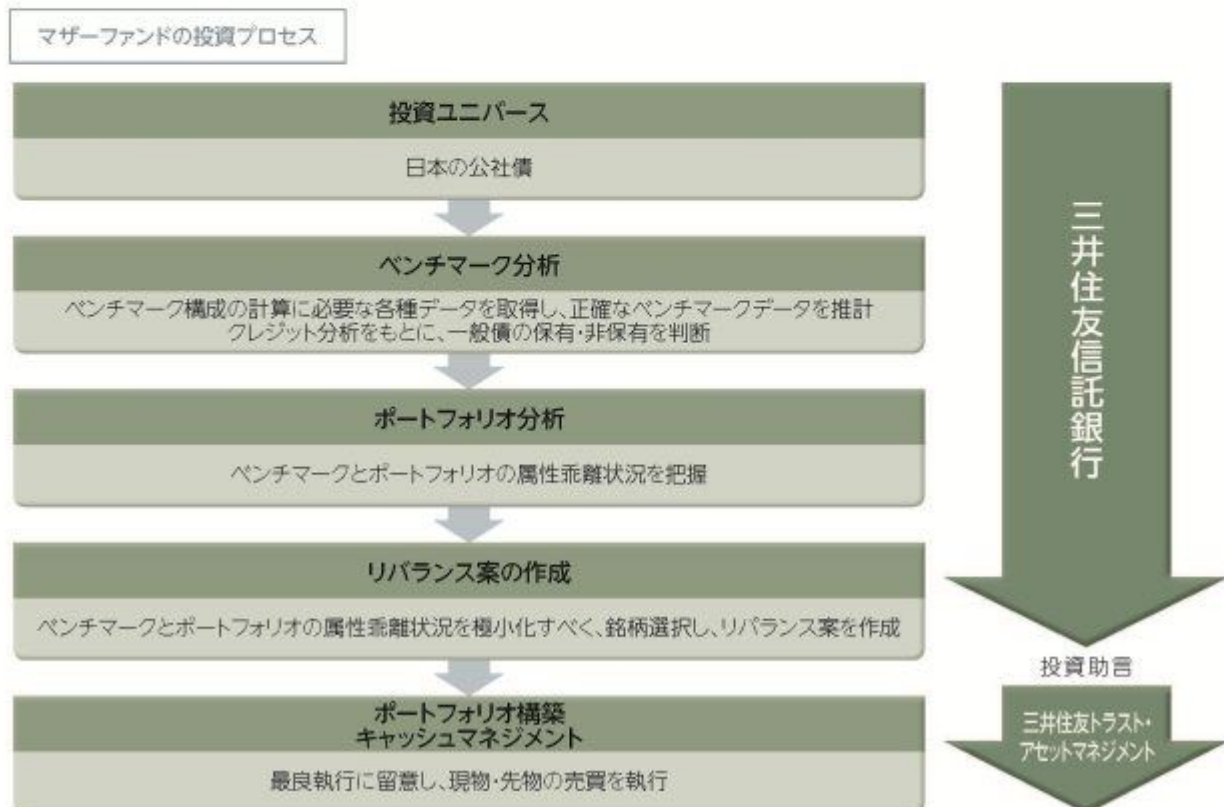 マザーファンドの投資プロセス
投資ユニバース
日本の公社債
ベンチマーク分析
ベンチマーク構成の計算に必要な各種データを取得し、正確なベンチマークデータを推計
クレジット分析をもとに、一般債の保有・非保有を判断
ポートフォリオ分析
ベンチマークとポートフォリオの属性乖離状況を把握
リバランス案の作成
ベンチマークとポートフォリオの属性乖離状況を極小化すべく、銘柄選択し、リバランス案を作成
ポートフォリオ構築
キャッシュマネジメント
最良執行に留意し、現物・先物の売買を執行
三井住友信託銀行
投資助言
三井住友トラスト・
アセットマネジメント